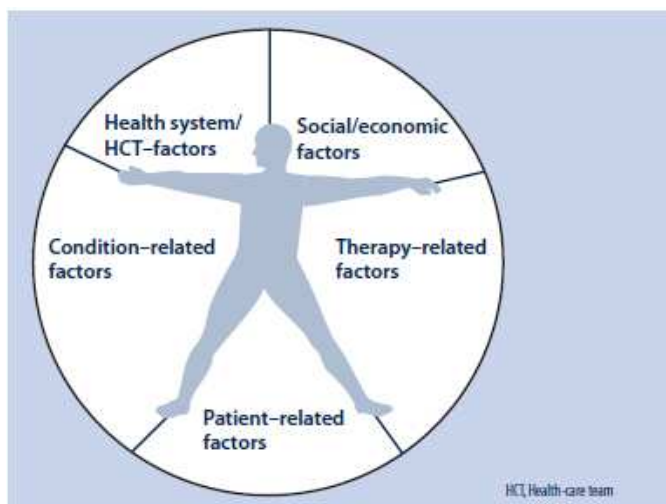 Health system/
HCT–factors
Social/economic
factors
Condition–related
factors
Therapy–related
factors
Patient–related
factors
HCT, Health-care team